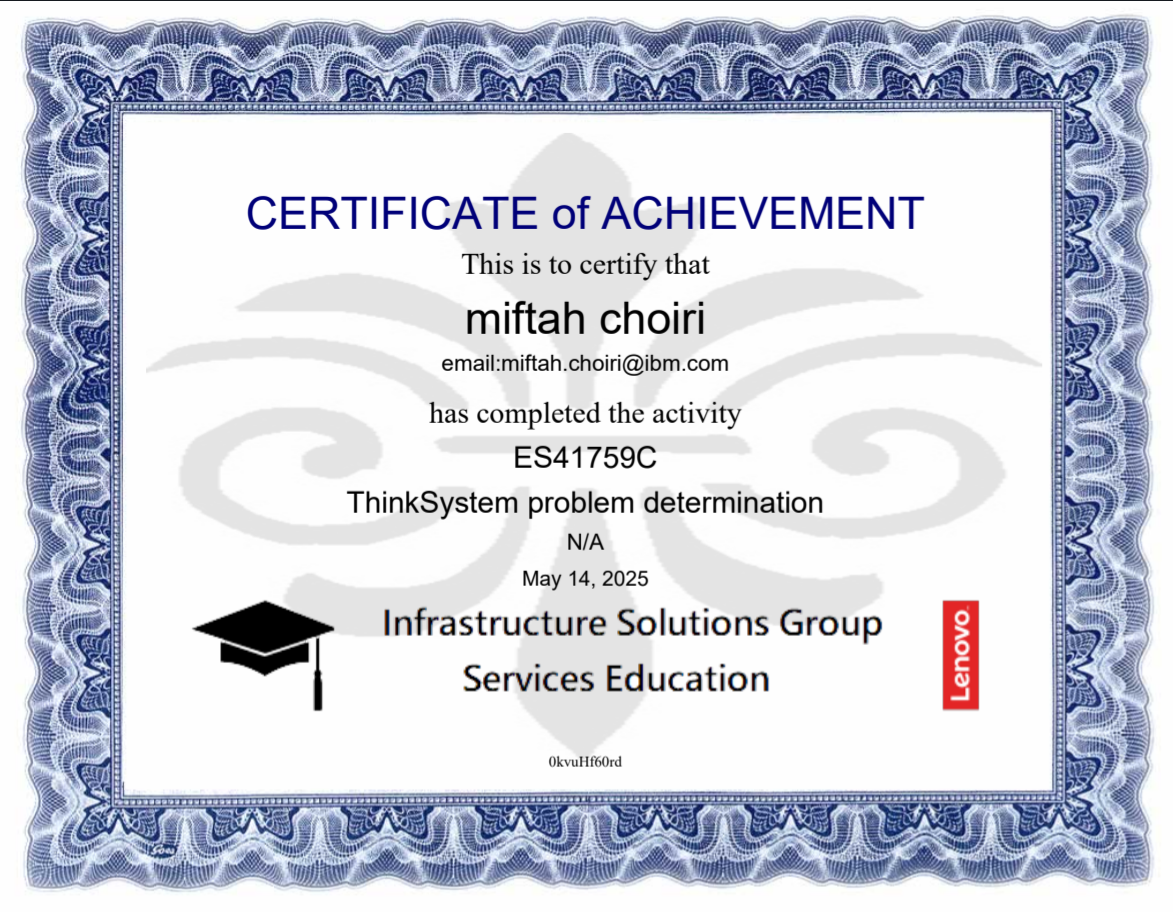 CERTIFICATE of ACHIEVEMENT
This is to certify that
miftah choiri
email:miftah.choiri@ibm.com
has completed the activity
ES41759C
ThinkSystem problem determination
N/A
May 14, 2025
Infrastructure Solutions Group
Services Education
Lenovo
0kvuHf60rd
Goes